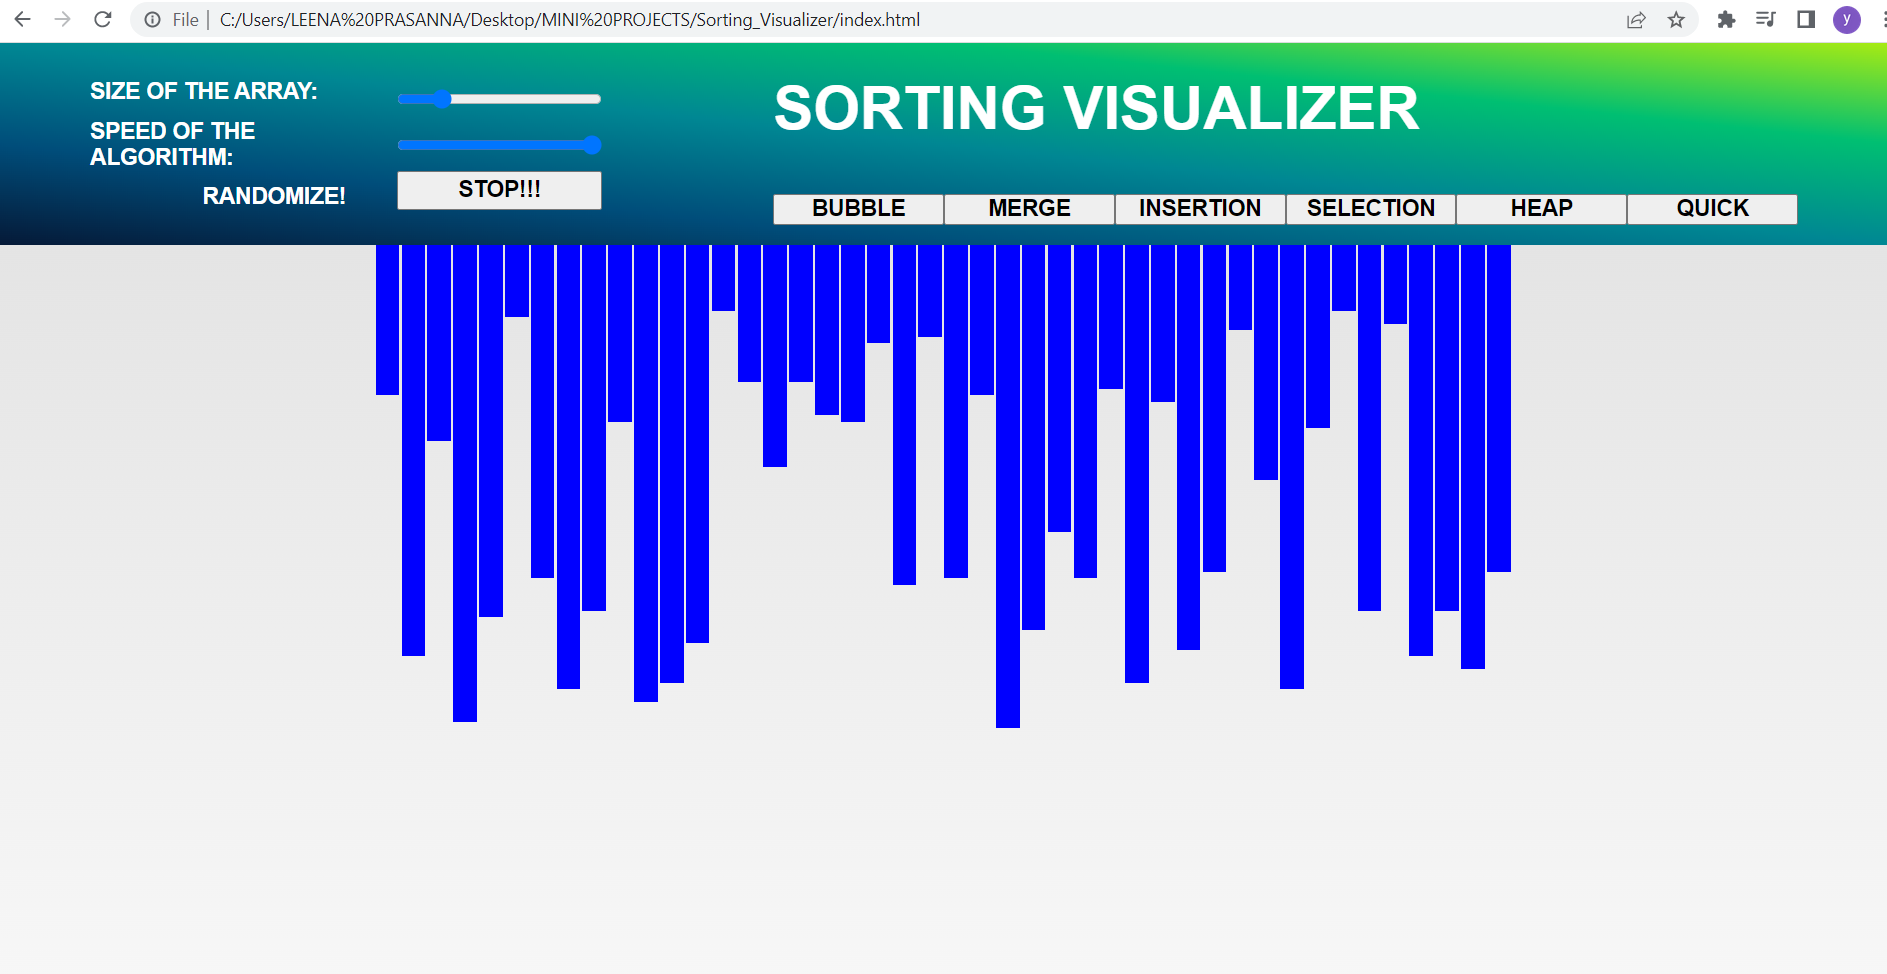 File | C:/Users/LEENA%20PRASANNA/Desktop/MINI%20PROJECTS/Sorting_Visualizer/index.html
y
SIZE OF THE ARRAY:
SPEED OF THE
ALGORITHM:
RANDOMIZE!
STOP!!!
SORTING VISUALIZER
BUBBLE MERGE INSERTION SELECTION HEAP QUICK